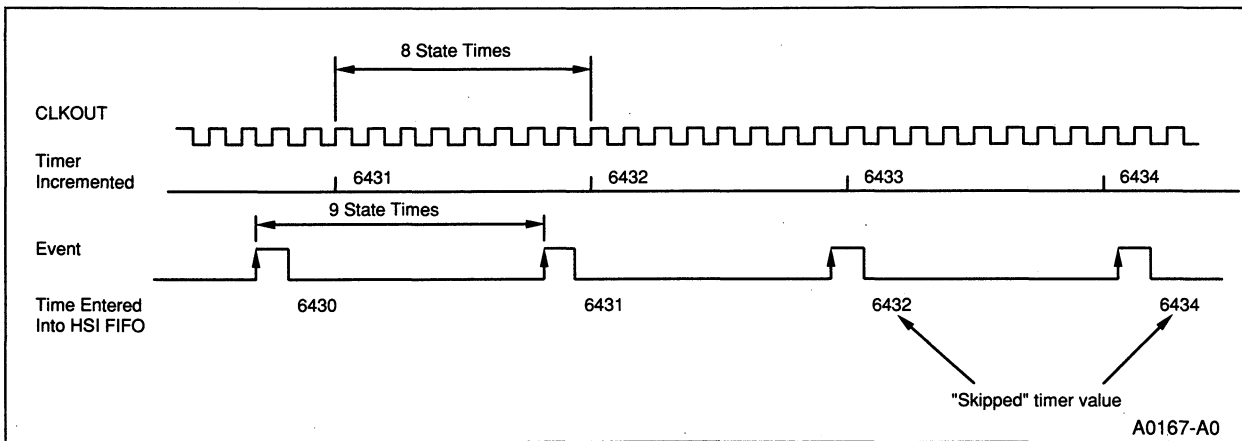 8 State Times
CLKOUT
Timer
Incremented
6431 6432 6433 6434
9 State Times
Event
Time Entered
Into HSI FIFO
6430 6431 6432 6434
"Skipped" timer value
A0167-A0